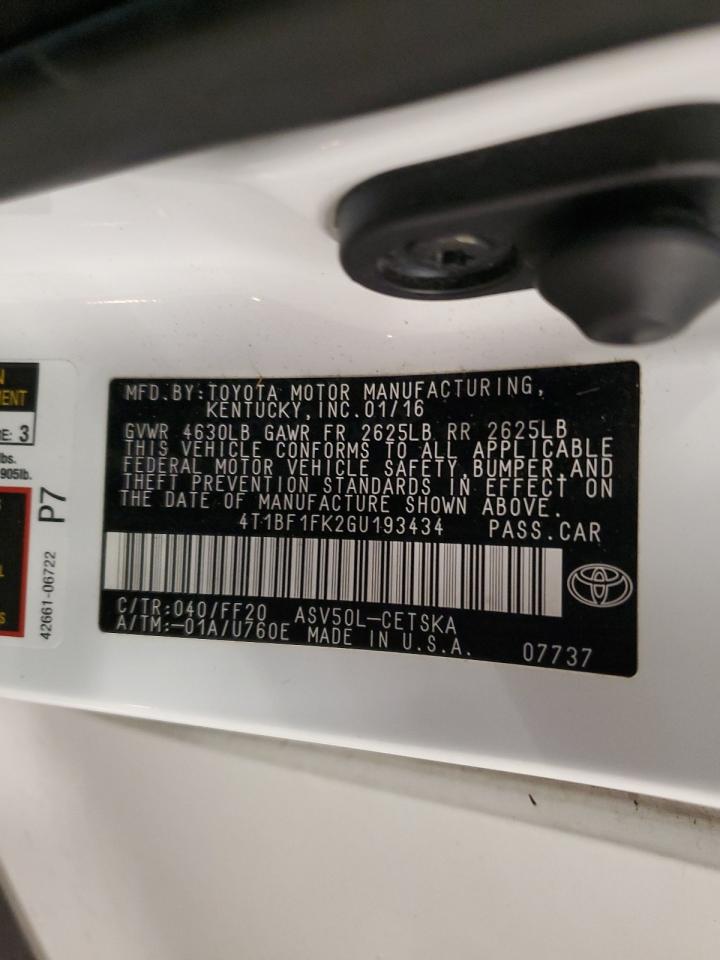 MFD.BY:TOYOTA MOTOR MANUFACTURING,
KENTUCKY,INC.01/16
GVWR 4630LB GAWR FR 2625LB RR 2625LB
THIS VEHICLE CONFORMS TO ALL APPLICABLE
FEDERAL MOTOR VEHICLE SAFETY,BUMPER,AND
THEFT PREVENTION STANDARDS IN EFFECT ON
THE DATE OF MANUFACTURE SHOWN ABOVE.
4T1BF1FK2GU193434 PASS.CAR
C/TR:040/FF20 ASV50L-CETSKA
A/TM:-01A/U760E MADE IN U.S.A.
07737
3
lbs.
905lb.
P7
42661-06722